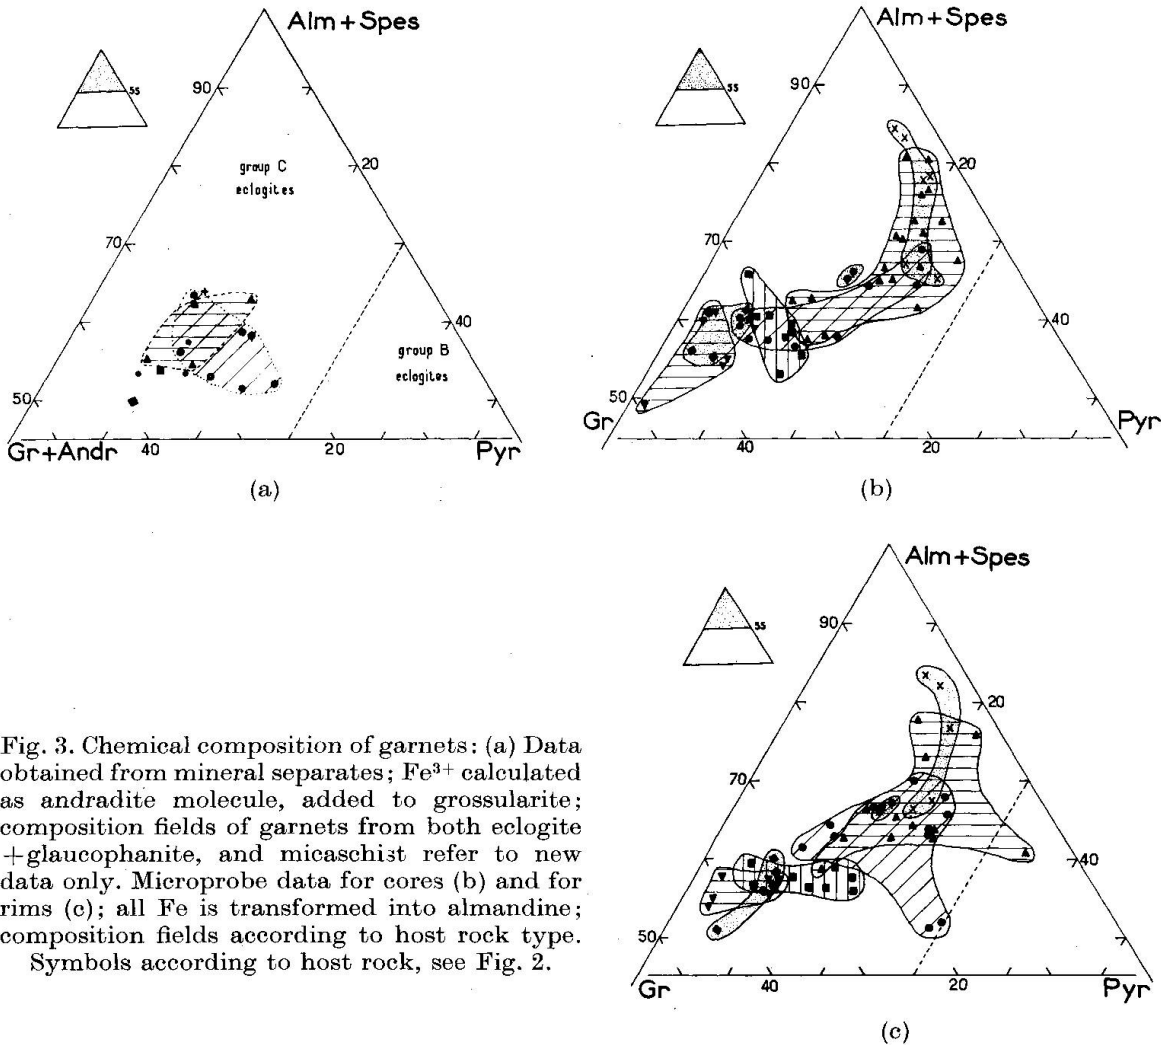 Alm+Spes
55
90
20
group C
eclogites
70
40
group B
eclogites
50
Gr+Andr
40
20
Pyr
(a)
Alm+Spes
55
90
20
70
40
50
Gr
Pyr
40
20
(b)
Alm+Spes
55
90
20
70
40
50
Gr
40
20
Pyr
(c)
Fig. 3. Chemical composition of garnets: (a) Data
obtained from mineral separates; Fe³⁺ calculated
as andradite molecule, added to grossularite;
composition fields of garnets from both eclogite
+glaucophanite, and micaschist refer to new
data only. Microprobe data for cores (b) and for
rims (c); all Fe is transformed into almandine;
composition fields according to host rock type.
Symbols according to host rock, see Fig. 2.